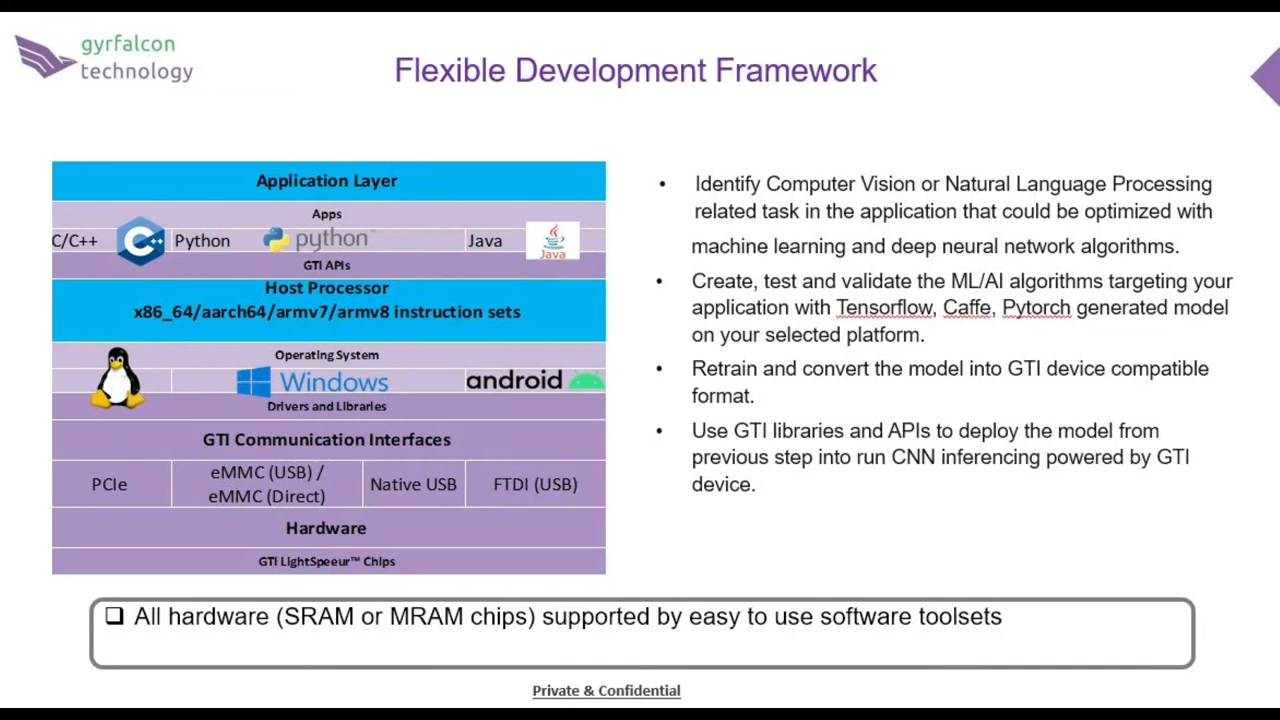 gyrfalcon
technology
Flexible Development Framework
Application Layer
Apps
C/C++
C++
Python
python™
Java
Java
GTI APIs
Host Processor
x86_64/aarch64/armv7/armv8 instruction sets
Operating System
Windows
android
Drivers and Libraries
GTI Communication Interfaces
PCIe
eMMC (USB) /
eMMC (Direct)
Native USB
FTDI (USB)
Hardware
GTI LightSpeeur™ Chips
• Identify Computer Vision or Natural Language Processing
related task in the application that could be optimized with
machine learning and deep neural network algorithms.
• Create, test and validate the ML/AI algorithms targeting your
application with Tensorflow, Caffe, Pytorch generated model
on your selected platform.
• Retrain and convert the model into GTI device compatible
format.
• Use GTI libraries and APIs to deploy the model from
previous step into run CNN inferencing powered by GTI
device.
❑ All hardware (SRAM or MRAM chips) supported by easy to use software toolsets
Private & Confidential